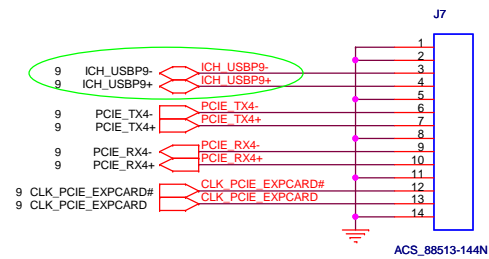 J7
1
2
9 ICH_USBP9- ICH_USBP9- 3
9 ICH_USBP9+ ICH_USBP9+ 4
5
9 PCIE_TX4- PCIE_TX4- 6
9 PCIE_TX4+ PCIE_TX4+ 7
8
9 PCIE_RX4- PCIE_RX4- 9
9 PCIE_RX4+ PCIE_RX4+ 10
11
9 CLK_PCIE_EXPCARD# CLK_PCIE_EXPCARD# 12
9 CLK_PCIE_EXPCARD CLK_PCIE_EXPCARD 13
14
ACS_88513-144N